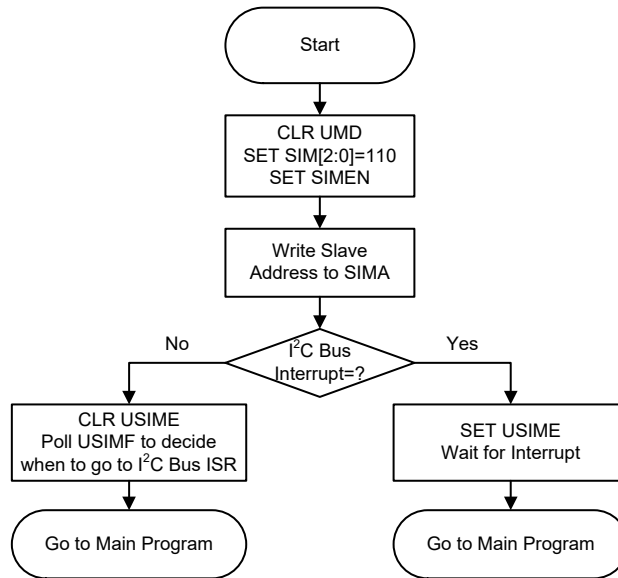 Start
CLR UMD
SET SIM[2:0]=110
SET SIMEN
Write Slave
Address to SIMA
No
I²C Bus
Interrupt=?
Yes
CLR USIME
Poll USIMF to decide
when to go to I²C Bus ISR
SET USIME
Wait for Interrupt
Go to Main Program
Go to Main Program